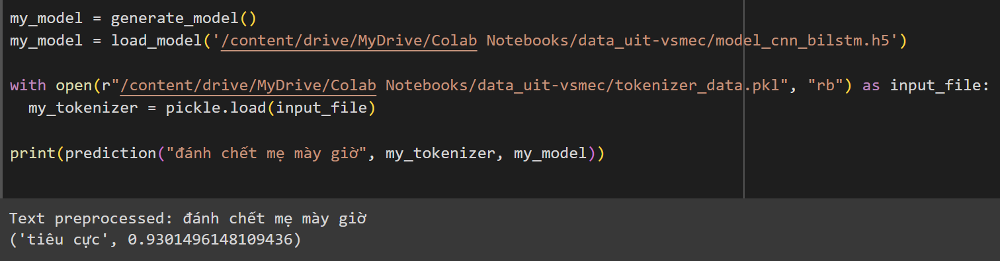 my_model = generate_model()
my_model = load_model('/content/drive/MyDrive/Colab Notebooks/data_uit-vsmec/model_cnn_bilstm.h5')
with open(r"/content/drive/MyDrive/Colab Notebooks/data_uit-vsmec/tokenizer_data.pkl", "rb") as input_file:
  my_tokenizer = pickle.load(input_file)
print(prediction("đánh chết mẹ mày giờ", my_tokenizer, my_model))
Text preprocessed: đánh chết mẹ mày giờ
('tiêu cực', 0.9301496148109436)